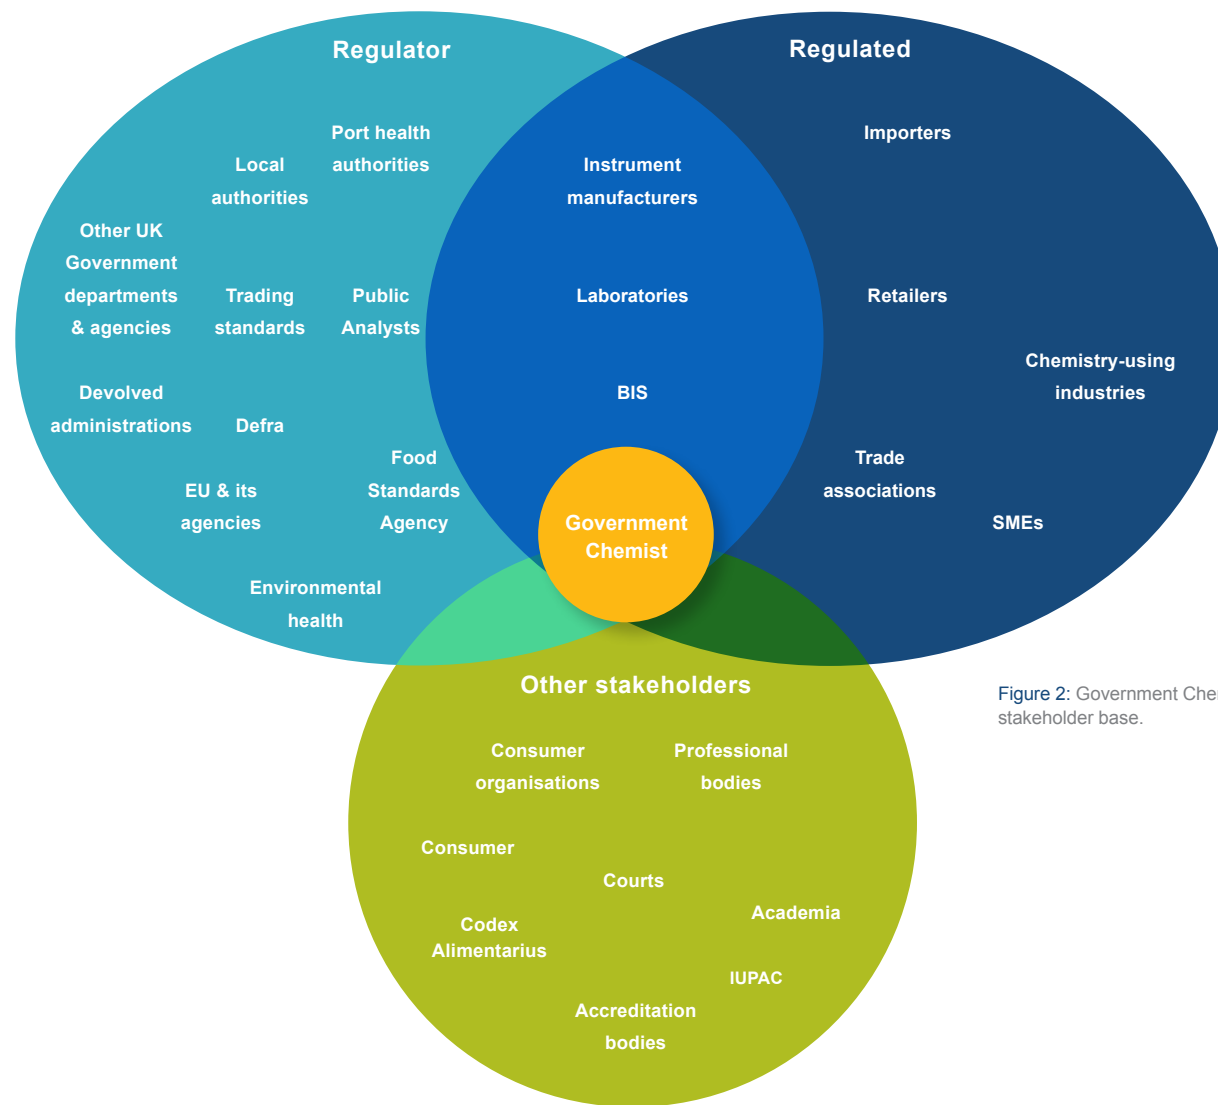 Regulator
Regulated
Port health
authorities
Local
authorities
Other UK
Government
departments
& agencies
Trading
standards
Public
Analysts
Devolved
administrations
Defra
Food
Standards
Agency
EU & its
agencies
Environmental
health
Instrument
manufacturers
Laboratories
BIS
Government
Chemist
Importers
Retailers
Chemistry-using
industries
Trade
associations
SMEs
Other stakeholders
Consumer
organisations
Professional
bodies
Consumer
Courts
Academia
Codex
Alimentarius
IUPAC
Accreditation
bodies
Figure 2: Government
stakeholder base.